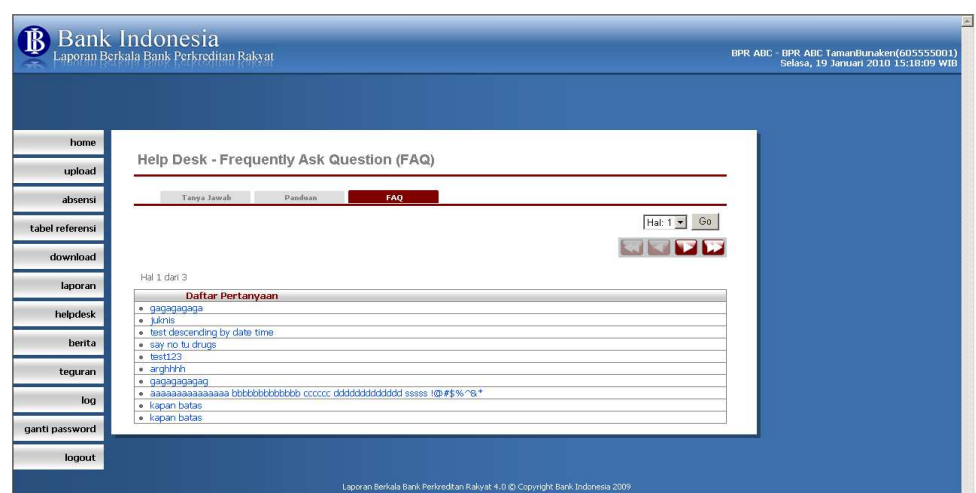 Bank Indonesia
Laporan Berkala Bank Perkreditan Rakyat
BPR ABC - BPR ABC TamanBunaken(605555001)
Selasa, 19 Januari 2010 15:18:09 WIB
home
upload
absensi
tabel referensi
download
laporan
helpdesk
berita
teguran
log
ganti password
logout
Help Desk - Frequently Ask Question (FAQ)
Tanya Jawab Panduan FAQ
Hal: 1 Go
Hal 1 dari 3
Daftar Pertanyaan
gagagagaga
juknis
test descending by date time
say no tu drugs
test123
arghhhh
gagagagagag
aaaaaaaaaaaaaaa bbbbbbbbbbbbb cccccc ddddddddddddd sssss !@#$%^&*
kapan batas
kapan batas
Laporan Berkala Bank Perkreditan Rakyat 4.0 © Copyright Bank Indonesia 2009